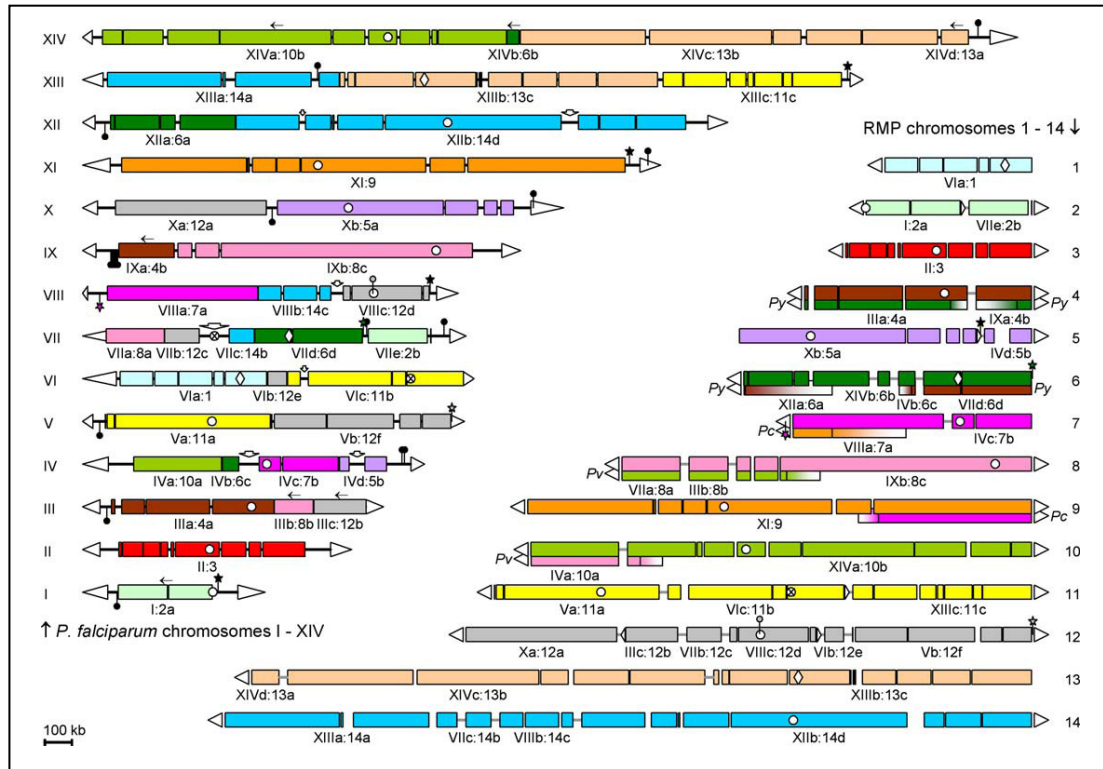 XIV
XIVa:10b XIVb:6b XIVc:13b XIVd:13a
XIII
XIIIa:14a XIIIb:13c XIIIc:11c
XII
XIIa:6a XIIb:14d
RMP chromosomes 1 - 14 ↓
XI
XI:9
VIa:1
1
X
Xa:12a Xb:5a
I:2a VIIe:2b
2
IX
IXa:4b IXb:8c
II:3
3
VIII
VIIIa:7a VIIIb:14c VIIIc:12d
Py IIIa:4a IXa:4b Py
4
VII
VIIa:8a VIIb:12c VIIc:14b VIId:6d VIIe:2b
Xb:5a IVd:5b
5
VI
VIa:1 VIb:12e VIc:11b
Py XIIa:6a XIVb:6b IVb:6c VIId:6d Py
6
V
Va:11a Vb:12f
Pc VIIIa:7a IVc:7b
7
IV
IVa:10a IVb:6c IVc:7b IVd:5b
Pv VIIa:8a IIIb:8b IXb:8c
8
III
IIIa:4a IIIb:8b IIIc:12b
XI:9 Pc
9
II
II:3
Pv IVa:10a XIVa:10b
10
I
I:2a
Va:11a VIc:11b XIIIc:11c
11
↑ P. falciparum chromosomes I - XIV
Xa:12a IIIc:12b VIIb:12c VIIIc:12d VIb:12e Vb:12f
12
XIVd:13a XIVc:13b XIIIb:13c
13
100 kb
XIIIa:14a VIIc:14b VIIIb:14c XIIb:14d
14